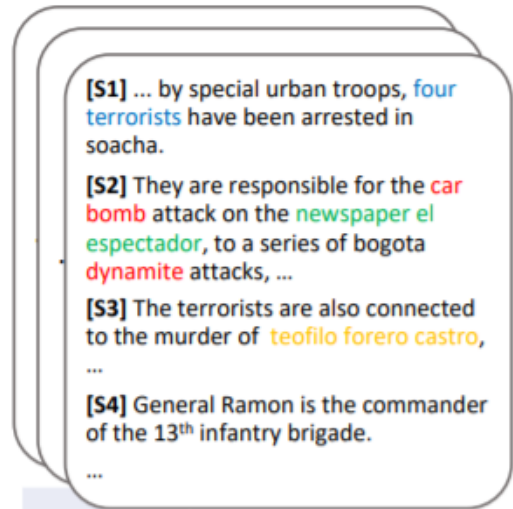 [S1] ... by special urban troops, four
terrorists have been arrested in
soacha.
[S2] They are responsible for the car
bomb attack on the newspaper el
espectador, to a series of bogota
dynamite attacks, ...
[S3] The terrorists are also connected
to the murder of teofilo forero castro,
...
[S4] General Ramon is the commander
of the 13th infantry brigade.
...